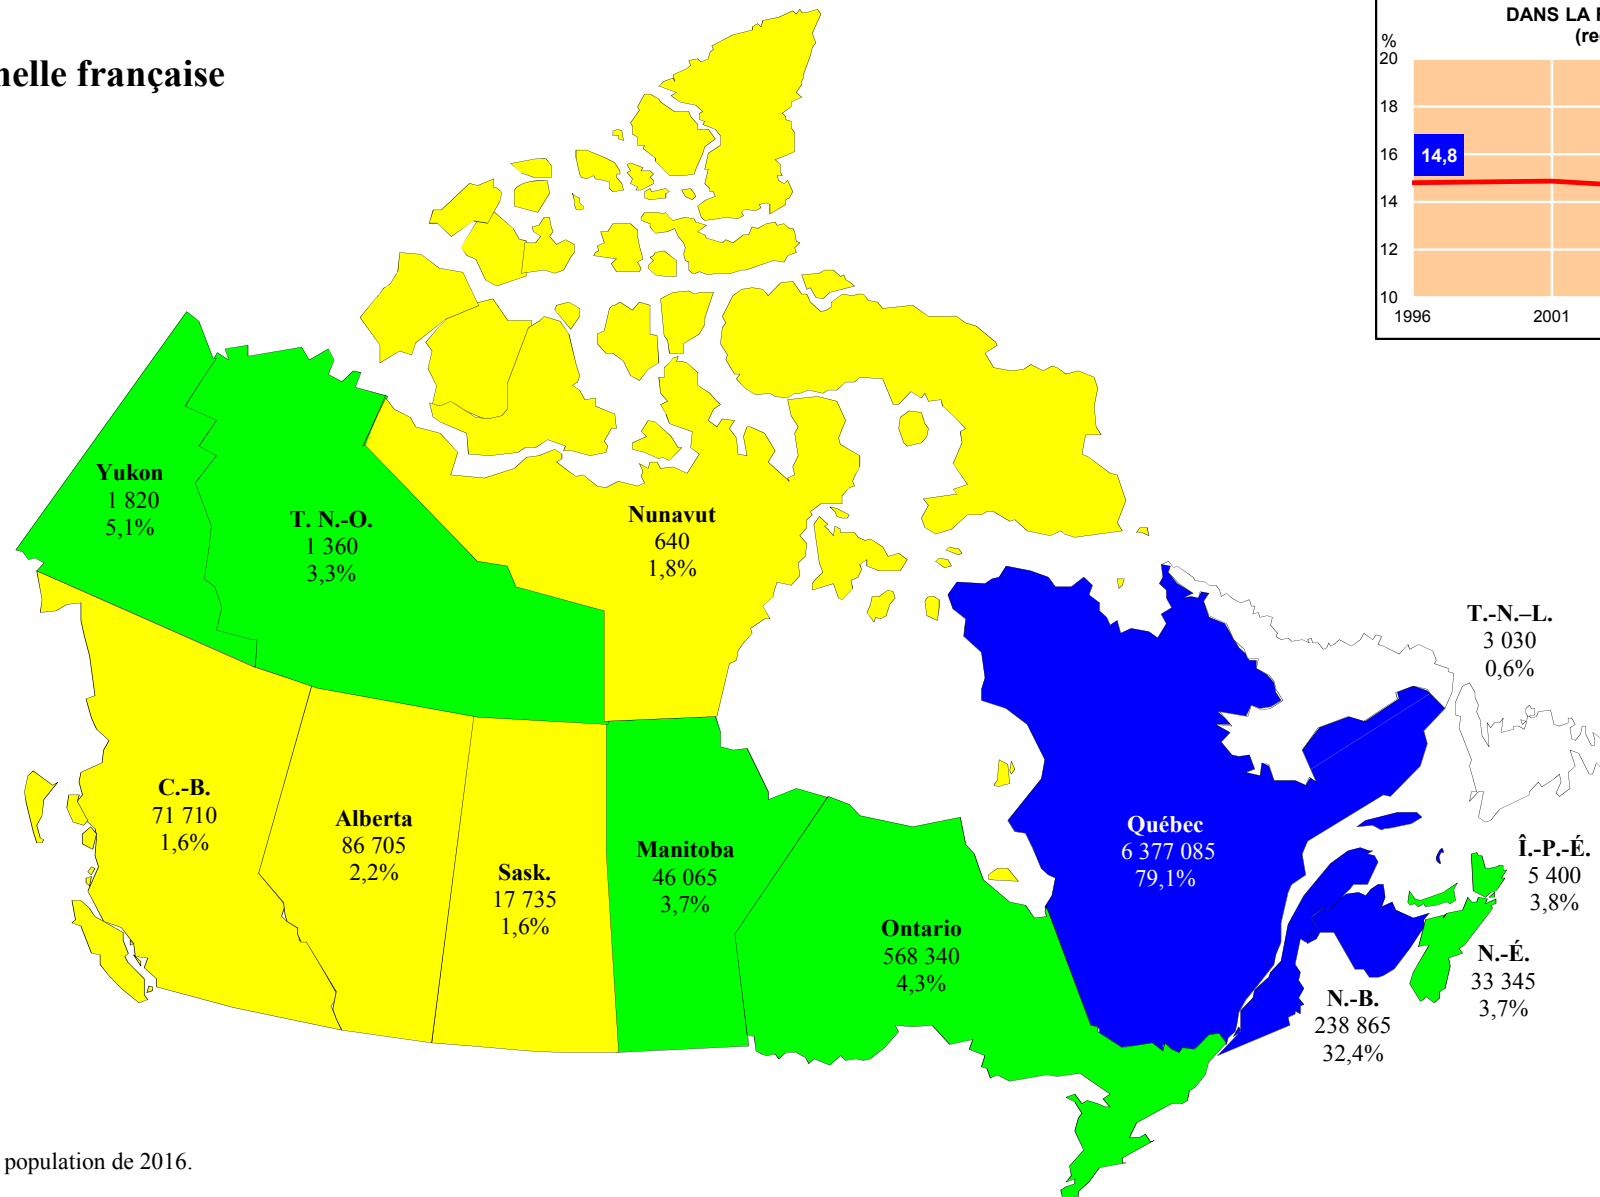 DANS LA
%
20
18
16
14
12
10
14,8
1996
2001
française
Yukon
1 820
5,1%
T. N.-O.
1 360
3,3%
Nunavut
640
1,8%
T.-N.–L.
3 030
0,6%
C.-B.
71 710
1,6%
Alberta
86 705
2,2%
Sask.
17 735
1,6%
Manitoba
46 065
3,7%
Ontario
568 340
4,3%
Québec
6 377 085
79,1%
Î.-P.-É.
5 400
3,8%
N.-É.
33 345
3,7%
N.-B.
238 865
32,4%
population de 2016.